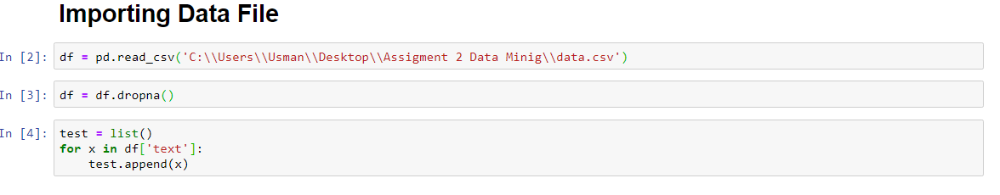 Importing Data File
In [2]: df = pd.read_csv('C:\\Users\\Usman\\Desktop\\Assigment 2 Data Minig\\data.csv')
In [3]: df = df.dropna()
In [4]: test = list()
for x in df['text']:
    test.append(x)